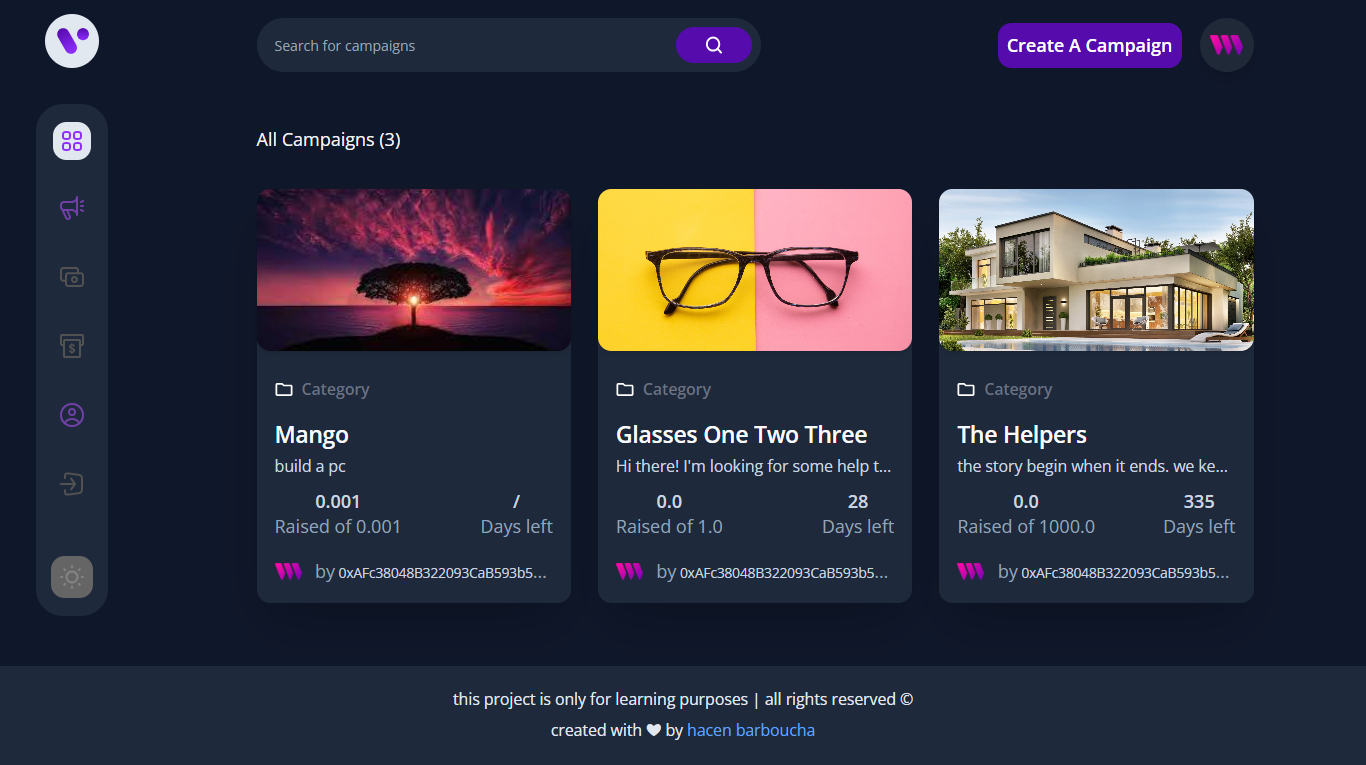 Search for campaigns
Create A Campaign
All Campaigns (3)
Category
Mango
build a pc
0.001 /
Raised of 0.001 Days left
by 0xAFc38048B322093CaB593b5...
Category
Glasses One Two Three
Hi there! I'm looking for some help t...
0.0 28
Raised of 1.0 Days left
by 0xAFc38048B322093CaB593b5...
Category
The Helpers
the story begin when it ends. we ke...
0.0 335
Raised of 1000.0 Days left
by 0xAFc38048B322093CaB593b5...
this project is only for learning purposes | all rights reserved ©
created with ❤ by hacen barboucha